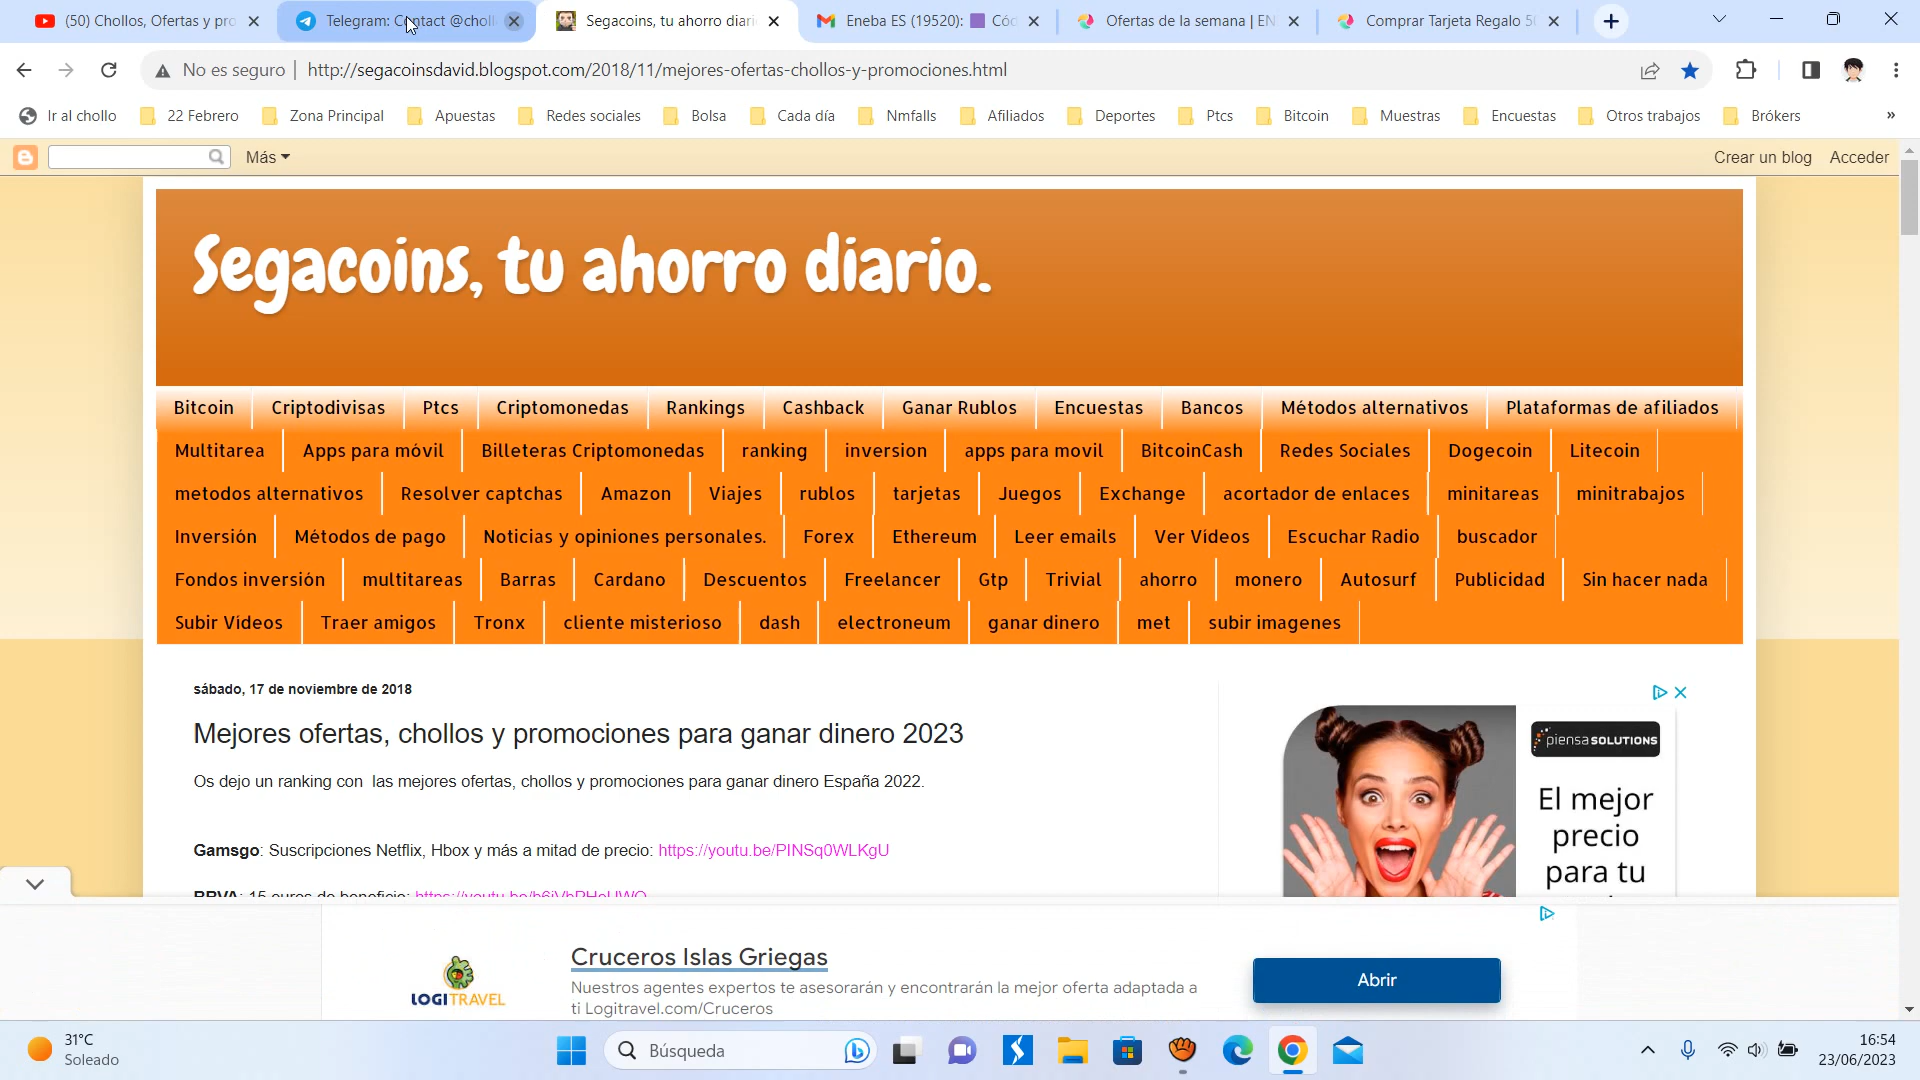 (50) Chollos, Ofertas y pro
Telegram: Contact @choll
Segacoins, tu ahorro diari
Eneba ES (19520): Cód
Ofertas de la semana | EN
Comprar Tarjeta Regalo 5
No es seguro | http://segacoinsdavid.blogspot.com/2018/11/mejores-ofertas-chollos-y-promociones.html
Ir al chollo 22 Febrero Zona Principal Apuestas Redes sociales Bolsa Cada día Nmfalls Afiliados Deportes Ptcs Bitcoin Muestras Encuestas Otros trabajos Brókers »
Más Crear un blog Acceder
Segacoins, tu ahorro diario.
Bitcoin Criptodivisas Ptcs Criptomonedas Rankings Cashback Ganar Rublos Encuestas Bancos Métodos alternativos Plataformas de afiliados
Multitarea Apps para móvil Billeteras Criptomonedas ranking inversion apps para movil BitcoinCash Redes Sociales Dogecoin Litecoin
metodos alternativos Resolver captchas Amazon Viajes rublos tarjetas Juegos Exchange acortador de enlaces minitareas minitrabajos
Inversión Métodos de pago Noticias y opiniones personales. Forex Ethereum Leer emails Ver Vídeos Escuchar Radio buscador
Fondos inversión multitareas Barras Cardano Descuentos Freelancer Gtp Trivial ahorro monero Autosurf Publicidad Sin hacer nada
Subir Vídeos Traer amigos Tronx cliente misterioso dash electroneum ganar dinero met subir imagenes
sábado, 17 de noviembre de 2018
Mejores ofertas, chollos y promociones para ganar dinero 2023
Os dejo un ranking con las mejores ofertas, chollos y promociones para ganar dinero España 2022.
Gamsgo: Suscripciones Netflix, Hbox y más a mitad de precio: https://youtu.be/PINSq0WLKgU
BBVA: 15 euros de beneficio:
piensaSOLUTIONS
El mejor
precio
para tu
LOGITRAVEL
Cruceros Islas Griegas
Nuestros agentes expertos te asesorarán y encontrarán la mejor oferta adaptada a
ti Logitravel.com/Cruceros
Abrir
31°C
Soleado
Búsqueda
16:54
23/06/2023